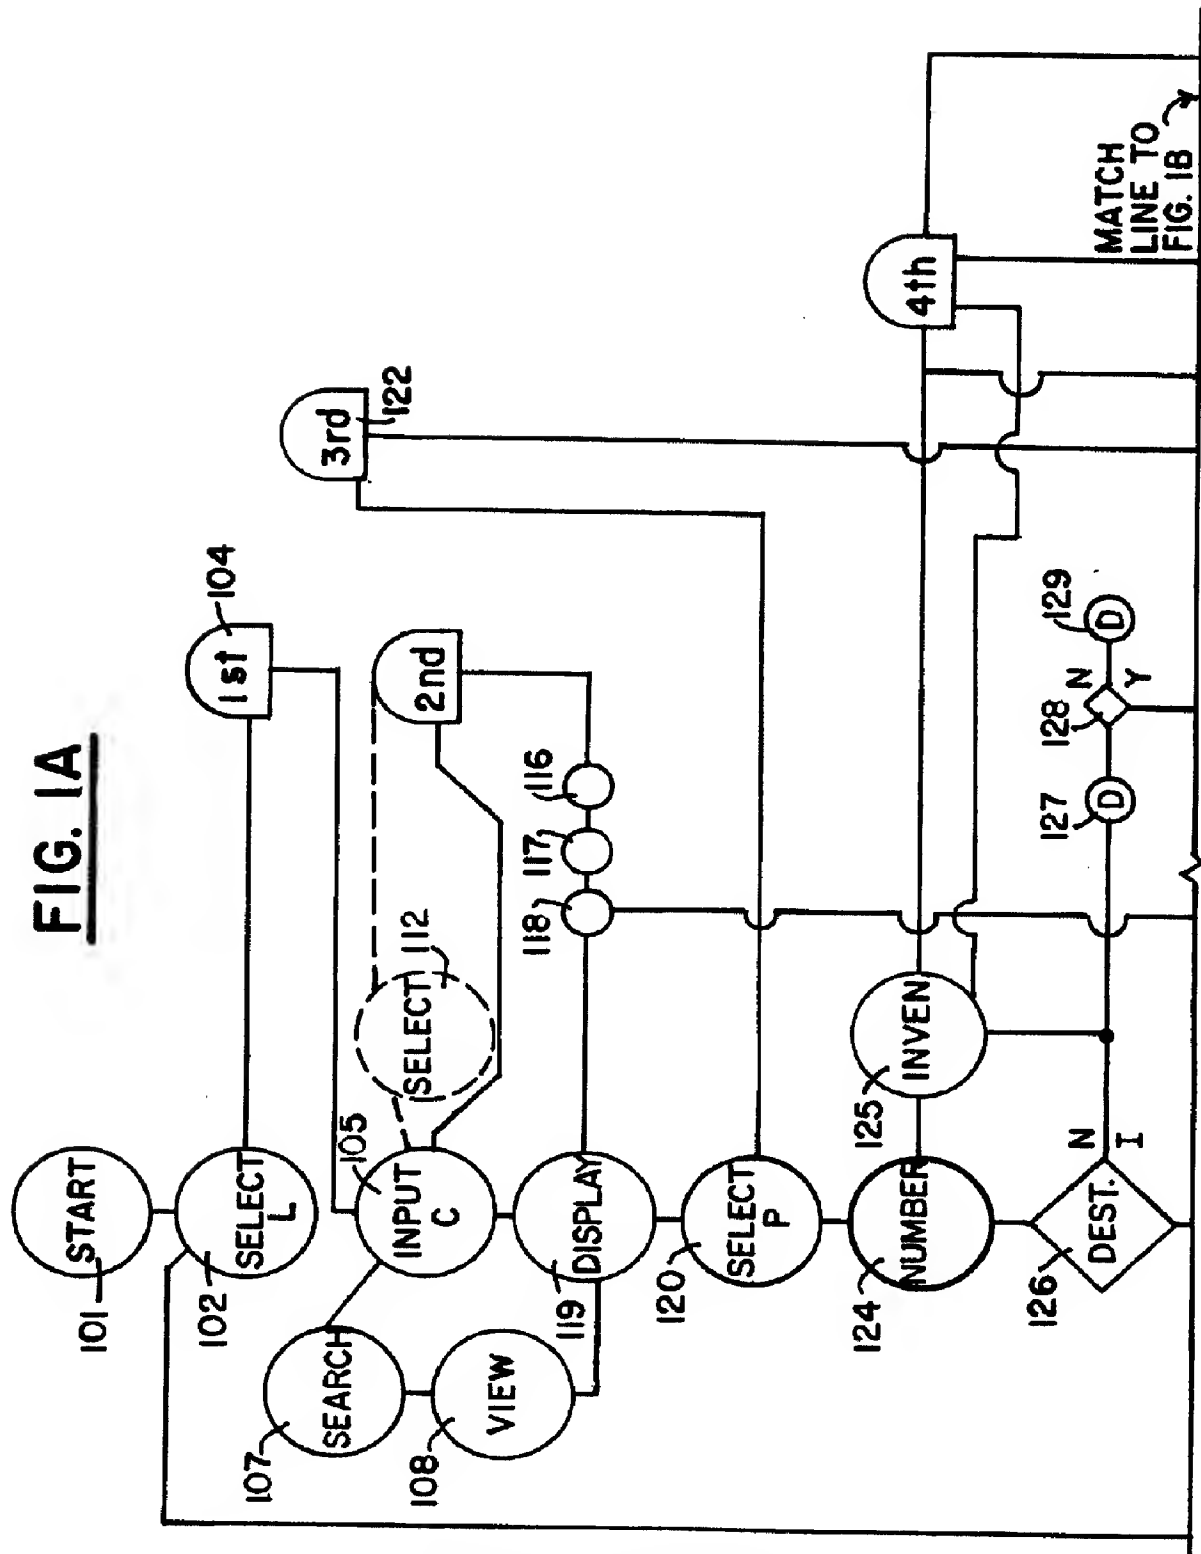 FIG. 1A
START
101
SELECT
L
102
1st
104
SEARCH
107
INPUT
C
105
SELECT
112
2nd
VIEW
108
DISPLAY
119
118
117
116
3rd
122
SELECT
P
120
NUMBER
124
INVEN
125
4th
DEST.
126
N
I
D
127
128
N
Y
D
129
MATCH
LINE TO
FIG. 1B